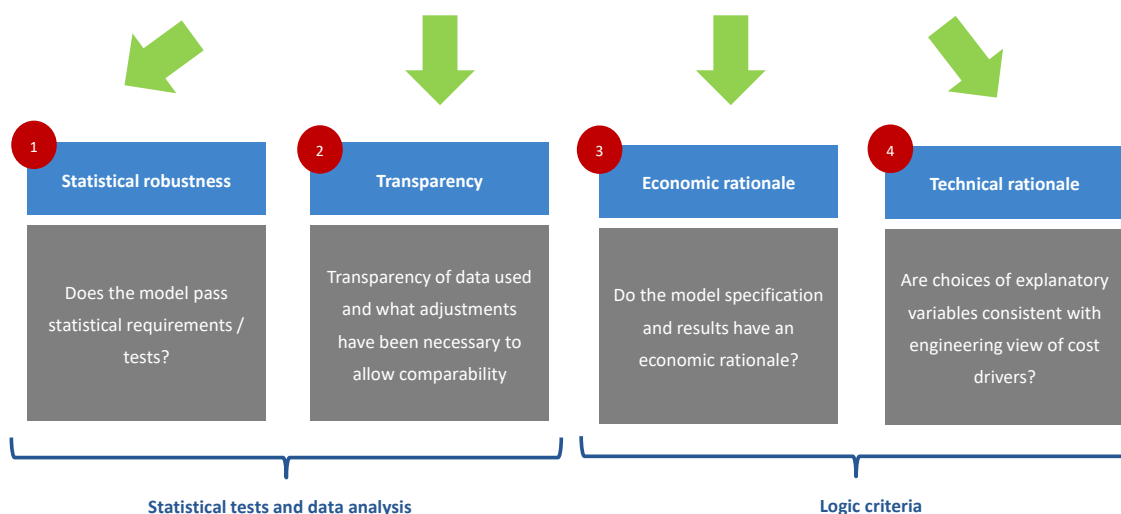 1
Statistical robustness
Does the model pass
statistical requirements /
tests?
2
Transparency
Transparency of data used
and what adjustments
have been necessary to
allow comparability
3
Economic rationale
Do the model specification
and results have an
economic rationale?
4
Technical rationale
Are choices of explanatory
variables consistent with
engineering view of cost
drivers?
Statistical tests and data analysis
Logic criteria